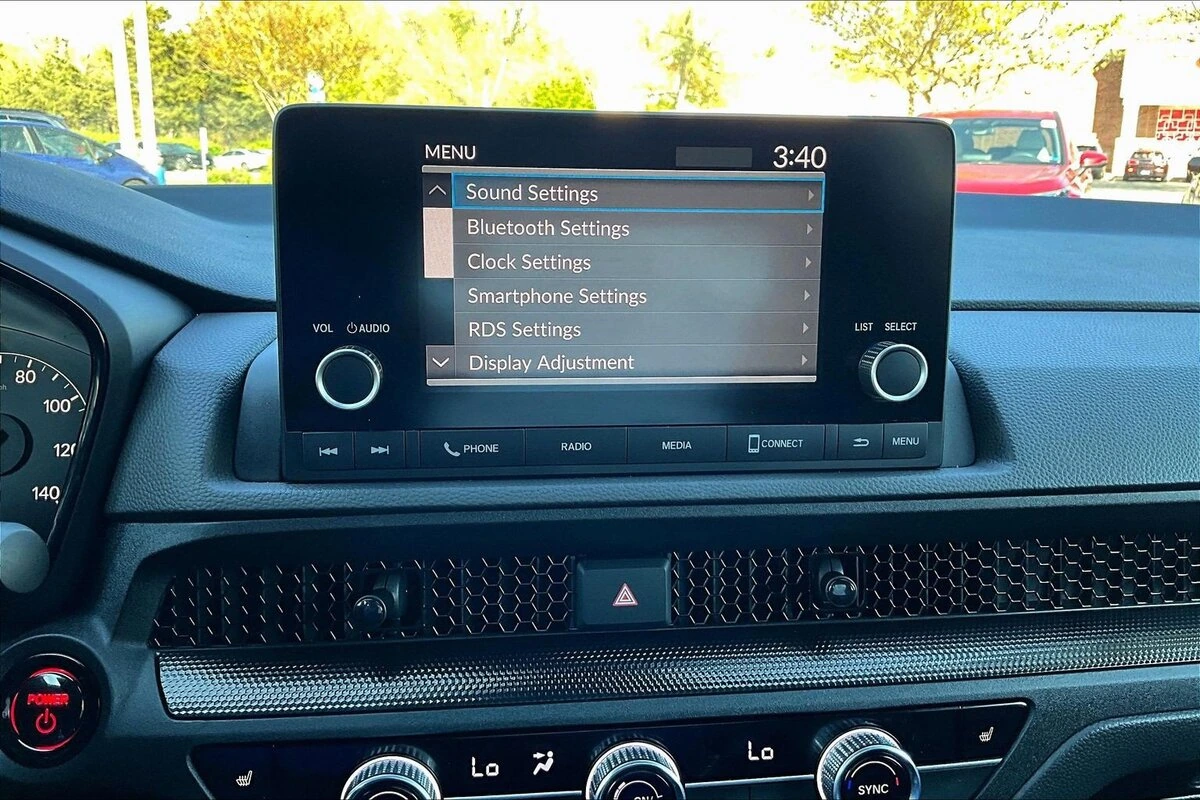 MENU 3:40
Sound Settings
Bluetooth Settings
Clock Settings
Smartphone Settings
RDS Settings
Display Adjustment
VOL AUDIO
LIST SELECT
PHONE RADIO MEDIA CONNECT MENU
80
100
120
140
POWER
Lo Lo
SYNC